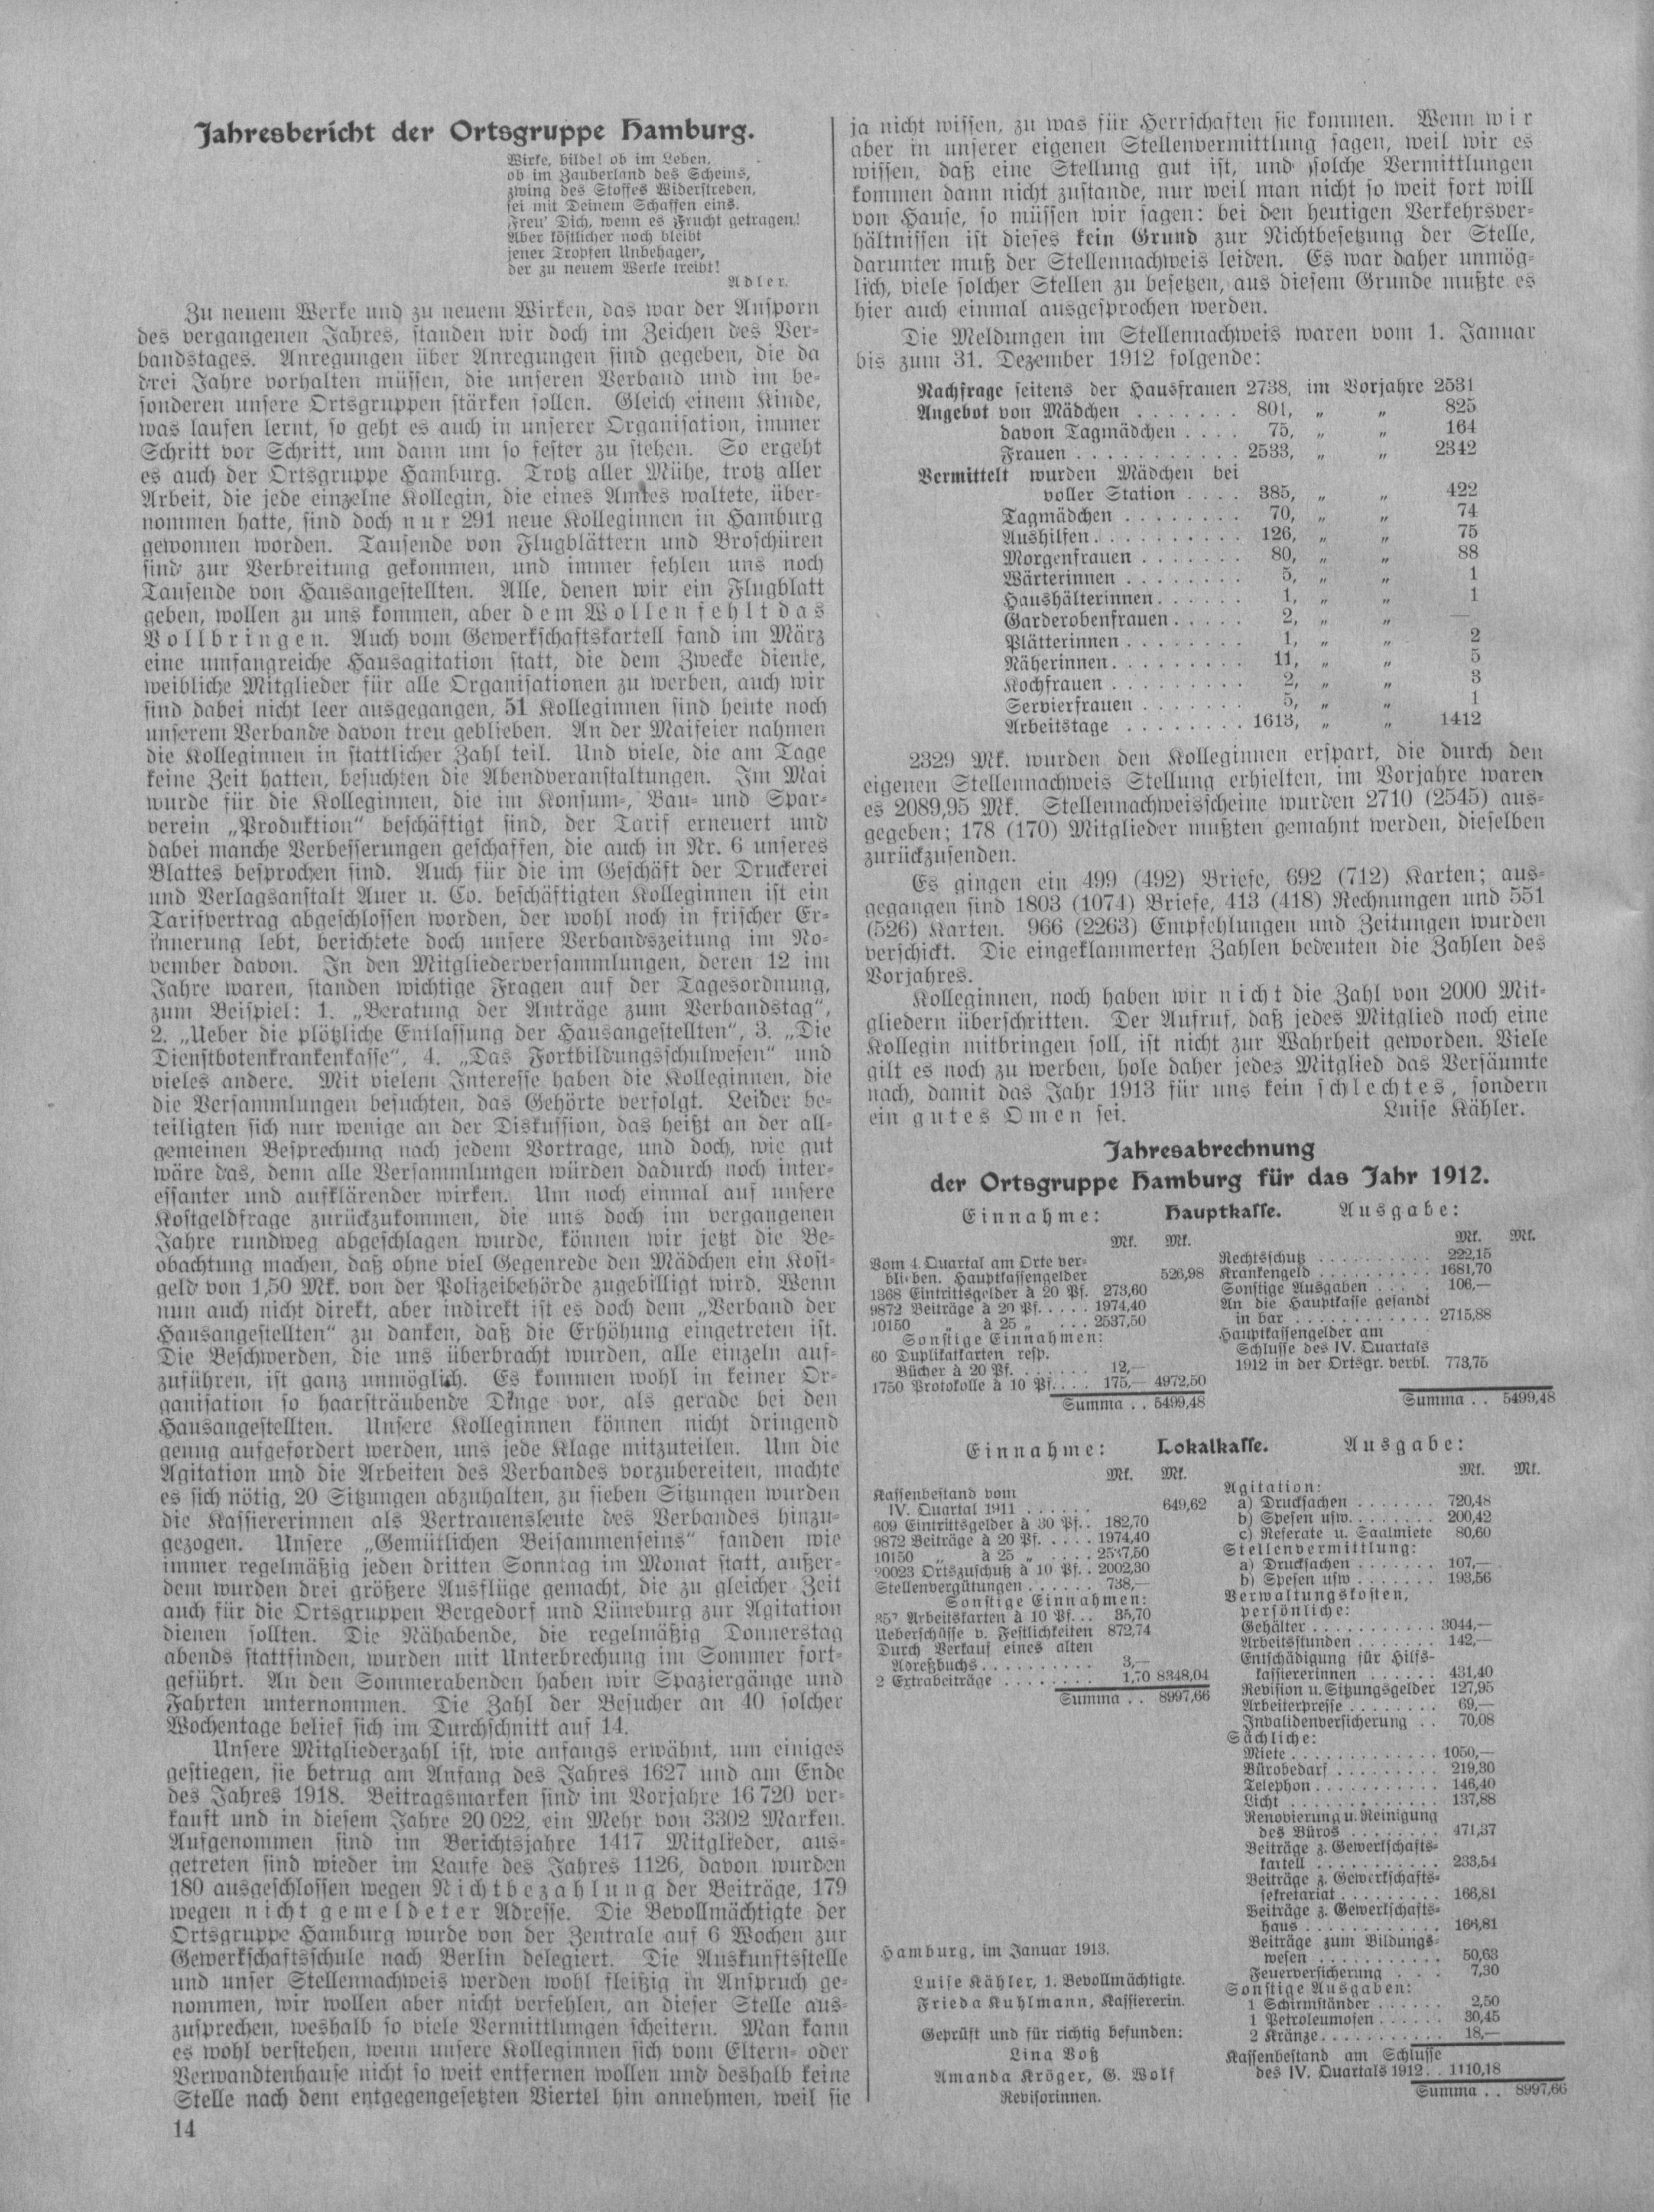 Jahresbericht der Ortsgruppe Hamburg.
Wirke, bilde! ob im Leben,
ob im Zauberland des Scheins,
zwing des Stoffes Widerstreben,
sei mit Deinem Schaffen eins.
Freu' Dich, wenn es Frucht getragen!
Aber köstlicher noch bleibt
jener Tropfen Unbehagen,
der zu neuem Werke treibt!
Adler.
Zu neuem Werke und zu neuem Wirken, das war der Ansporn
des vergangenen Jahres, standen wir doch im Zeichen des Ver-
bandstages. Anregungen über Anregungen sind gegeben, die da
drei Jahre vorhalten müssen, die unseren Verband und im be-
sonderen unsere Ortsgruppen stärken sollen. Gleich einem Kinde,
was laufen lernt, so geht es auch in unserer Organisation, immer
Schritt vor Schritt, um dann um so fester zu stehen. So ergeht
es auch der Ortsgruppe Hamburg. Trotz aller Mühe, trotz aller
Arbeit, die jede einzelne Kollegin, die eines Amtes waltete, über-
nommen hatte, sind doch nur 291 neue Kolleginnen in Hamburg
gewonnen worden. Tausende von Flugblättern und Broschüren
sind zur Verbreitung gekommen, und immer fehlen uns noch
Tausende von Hausangestellten. Alle, denen wir ein Flugblatt
geben, wollen zu uns kommen, aber dem Wollen fehlt das
Vollbringen. Auch vom Gewerkschaftskartell fand im März
eine umfangreiche Hausagitation statt, die dem Zwecke diente,
weibliche Mitglieder für alle Organisationen zu werben, auch wir
sind dabei nicht leer ausgegangen, 51 Kolleginnen sind heute noch
unserem Verbande davon treu geblieben. An der Maifeier nahmen
die Kolleginnen in stattlicher Zahl teil. Und viele, die am Tage
keine Zeit hatten, besuchten die Abendveranstaltungen. Im Mai
wurde für die Kolleginnen, die im Konsum-, Bau- und Spar-
verein „Produktion" beschäftigt sind, der Tarif erneuert und
dabei manche Verbesserungen geschaffen, die auch in Nr. 6 unseres
Blattes besprochen sind. Auch für die im Geschäft der Druckerei
und Verlagsanstalt Auer u. Co. beschäftigten Kolleginnen ist ein
Tarifvertrag abgeschlossen worden, der wohl noch in frischer Er-
innerung lebt, berichtete doch unsere Verbandszeitung im No-
vember davon. In den Mitgliederversammlungen, deren 12 im
Jahre waren, standen wichtige Fragen auf der Tagesordnung,
zum Beispiel: 1. „Beratung der Anträge zum Verbandstag",
2. „Ueber die plötzliche Entlassung der Hausangestellten", 3. „Die
Dienstbotenkrankenkasse", 4. „Das Fortbildungsschulwesen" und
vieles andere. Mit vielem Interesse haben die Kolleginnen, die
die Versammlungen besuchten, das Gehörte verfolgt. Leider be-
teiligten sich nur wenige an der Diskussion, das heißt an der all-
gemeinen Besprechung nach jedem Vortrage, und doch, wie gut
wäre das, denn alle Versammlungen würden dadurch noch inter-
essanter und aufklärender wirken. Um noch einmal auf unsere
Kostgeldfrage zurückzukommen, die uns doch im vergangenen
Jahre rundweg abgeschlagen wurde, können wir jetzt die Be-
obachtung machen, daß ohne viel Gegenrede den Mädchen ein Kost-
geld von 1,50 Mk. von der Polizeibehörde zugebilligt wird. Wenn
nun auch nicht direkt, aber indirekt ist es doch dem „Verband der
Hausangestellten" zu danken, daß die Erhöhung eingetreten ist.
Die Beschwerden, die uns überbracht wurden, alle einzeln auf-
zuführen, ist ganz unmöglich. Es kommen wohl in keiner Or-
ganisation so haarsträubende Dinge vor, als gerade bei den
Hausangestellten. Unsere Kolleginnen können nicht dringend
genug aufgefordert werden, uns jede Klage mitzuteilen. Um die
Agitation und die Arbeiten des Verbandes vorzubereiten, machte
es sich nötig, 20 Sitzungen abzuhalten, zu sieben Sitzungen wurden
die Kassiererinnen als Vertrauensleute des Verbandes hinzu-
gezogen. Unsere „Gemütlichen Beisammenseins" fanden wie
immer regelmäßig jeden dritten Sonntag im Monat statt, außer-
dem wurden drei größere Ausflüge gemacht, die zu gleicher Zeit
auch für die Ortsgruppen Bergedorf und Lüneburg zur Agitation
dienen sollten. Die Nähabende, die regelmäßig Donnerstag
abends stattfinden, wurden mit Unterbrechung im Sommer fort-
geführt. An den Sommerabenden haben wir Spaziergänge und
Fahrten unternommen. Die Zahl der Besucher an 40 solcher
Wochentage belief sich im Durchschnitt auf 14.
Unsere Mitgliederzahl ist, wie anfangs erwähnt, um einiges
gestiegen, sie betrug am Anfang des Jahres 1627 und am Ende
des Jahres 1918. Beitragsmarken sind im Vorjahre 16 720 ver-
kauft und in diesem Jahre 20 022, ein Mehr von 3302 Marken.
Aufgenommen sind im Berichtsjahre 1417 Mitglieder, aus-
getreten sind wieder im Laufe des Jahres 1126, davon wurden
180 ausgeschlossen wegen Nichtbezahlung der Beiträge, 179
wegen nicht gemeldeter Adresse. Die Bevollmächtigte der
Ortsgruppe Hamburg wurde von der Zentrale auf 6 Wochen zur
Gewerkschaftsschule nach Berlin delegiert. Die Auskunftsstelle
und unser Stellennachweis werden wohl fleißig in Anspruch ge-
nommen, wir wollen aber nicht verfehlen, an dieser Stelle aus-
zusprechen, weshalb so viele Vermittlungen scheitern. Man kann
es wohl verstehen, wenn unsere Kolleginnen sich vom Eltern- oder
Verwandtenhause nicht so weit entfernen wollen und deshalb keine
Stelle nach dem entgegengesetzten Viertel hin annehmen, weil sie
14
ja nicht wissen, zu was für Herrschaften sie kommen. Wenn wir
aber in unserer eigenen Stellenvermittlung sagen, weil wir es
wissen, daß eine Stellung gut ist, und solche Vermittlungen
kommen dann nicht zustande, nur weil man nicht so weit fort will
von Hause, so müssen wir sagen: bei den heutigen Verkehrsver-
hältnissen ist dieses kein Grund zur Nichtbesetzung der Stelle,
darunter muß der Stellennachweis leiden. Es war daher unmög-
lich, viele solcher Stellen zu besetzen, aus diesem Grunde mußte es
hier auch einmal ausgesprochen werden.
Die Meldungen im Stellennachweis waren vom 1. Januar
bis zum 31. Dezember 1912 folgende:
Nachfrage seitens der Hausfrauen 2738, im Vorjahre 2531
Angebot von Mädchen . . . . . . . 801, „ „ 825
davon Tagmädchen . . . . 75, „ „ 164
Frauen . . . . . . . . . . . 2533, „ „ 2342
Vermittelt wurden Mädchen bei
voller Station . . . . 385, „ „ 422
Tagmädchen . . . . . . . . 70, „ „ 74
Aushilfen . . . . . . . . . . 126, „ „ 75
Morgenfrauen . . . . . . . 80, „ „ 88
Wärterinnen . . . . . . . . 5, „ „ 1
Haushälterinnen . . . . . . 1, „ „ 1
Garderobenfrauen . . . . . 2, „ „ —
Plätterinnen . . . . . . . . 1, „ „ 2
Näherinnen . . . . . . . . . 11, „ „ 5
Kochfrauen . . . . . . . . . 2, „ „ 3
Servierfrauen . . . . . . . 5, „ „ 1
Arbeitstage . . . . . . . . 1613, „ „ 1412
2329 Mk. wurden den Kolleginnen erspart, die durch den
eigenen Stellennachweis Stellung erhielten, im Vorjahre waren
es 2089,95 Mk. Stellennachweisscheine wurden 2710 (2545) aus-
gegeben; 178 (170) Mitglieder mußten gemahnt werden, dieselben
zurückzusenden.
Es gingen ein 499 (492) Briefe, 692 (712) Karten; aus-
gegangen sind 1803 (1074) Briefe, 413 (418) Rechnungen und 551
(526) Karten. 966 (2263) Empfehlungen und Zeitungen wurden
verschickt. Die eingeklammerten Zahlen bedeuten die Zahlen des
Vorjahres.
Kolleginnen, noch haben wir nicht die Zahl von 2000 Mit-
gliedern überschritten. Der Aufruf, daß jedes Mitglied noch eine
Kollegin mitbringen soll, ist nicht zur Wahrheit geworden. Viele
gilt es noch zu werben, hole daher jedes Mitglied das Versäumte
nach, damit das Jahr 1913 für uns kein schlechtes, sondern
ein gutes Omen sei. Luise Kähler.
Jahresabrechnung
der Ortsgruppe Hamburg für das Jahr 1912.
Einnahme: Hauptkasse. Ausgabe:
Mk. Mk.
Vom 4. Quartal am Orte ver-
blieben. Hauptkassengelder 526,98
1368 Eintrittsgelder à 20 Pf. 273,60
9872 Beiträge à 20 Pf. . . . . 1974,40
10150 „ à 25 „ . . . 2537,50
Sonstige Einnahmen:
60 Duplikatkarten resp.
Bücher à 20 Pf. . . . . . . 12,—
1750 Protokolle à 10 Pf. . . . 175,— 4972,50
Summa . . 5499,48
Mk. Mk.
Rechtsschutz . . . . . . . . . . 222,15
Krankengeld . . . . . . . . . . 1681,70
Sonstige Ausgaben . . . . 106,—
An die Hauptkasse gesandt
in bar . . . . . . . . . . . . 2715,88
Hauptkassengelder am
Schlusse des IV. Quartals
1912 in der Ortsgr. verbl. 773,75
Summa . . 5499,48
Einnahme: Lokalkasse. Ausgabe:
Mk. Mk.
Kassenbestand vom
IV. Quartal 1911 . . . . . . 649,62
609 Eintrittsgelder à 30 Pf. . 182,70
9872 Beiträge à 20 Pf. . . . . 1974,40
10150 „ à 25 „ . . . . 2537,50
20023 Ortszuschuß à 10 Pf. . 2002,30
Stellenvergütungen . . . . . . 738,—
Sonstige Einnahmen:
357 Arbeitskarten à 10 Pf. . . 35,70
Ueberschüsse v. Festlichkeiten 872,74
Durch Verkauf eines alten
Adreßbuchs . . . . . . . . . . 3,—
2 Extrabeiträge . . . . . . . . 1,70 8348,04
Summa . . 8997,66
Hamburg, im Januar 1913.
Luise Kähler, 1. Bevollmächtigte.
Frieda Kuhlmann, Kassiererin.
Geprüft und für richtig befunden:
Lina Voß
Amanda Kröger, G. Wolf
Revisorinnen.
Mk. Mk.
Agitation:
a) Drucksachen . . . . . . . 720,48
b) Spesen usw. . . . . . . . 200,42
c) Referate u. Saalmiete 80,60
Stellenvermittlung:
a) Drucksachen . . . . . . . 107,—
b) Spesen usw. . . . . . . . 193,56
Verwaltungskosten,
persönliche:
Gehälter . . . . . . . . . . . 3044,—
Arbeitsstunden . . . . . . . 142,—
Entschädigung für Hilfs-
kassiererinnen . . . . . . 431,40
Revision u. Sitzungsgelder 127,95
Arbeiterpresse . . . . . . . . 69,—
Invalidenversicherung . . 70,08
Sächliche:
Miete . . . . . . . . . . . . . 1050,—
Bürobedarf . . . . . . . . . 219,30
Telephon . . . . . . . . . . . 146,40
Licht . . . . . . . . . . . . . 137,88
Renovierung u. Reinigung
des Büros . . . . . . . . 471,37
Beiträge z. Gewerkschafts-
kartell . . . . . . . . . . . 233,54
Beiträge z. Gewerkschafts-
sekretariat . . . . . . . . . 166,81
Beiträge z. Gewerkschafts-
haus . . . . . . . . . . . . 166,81
Beiträge zum Bildungs-
wesen . . . . . . . . . . . 50,63
Feuerversicherung . . . 7,30
Sonstige Ausgaben:
1 Schirmständer . . . . . . 2,50
1 Petroleumofen . . . . . . 30,45
2 Kränze . . . . . . . . . . . 18,—
Kassenbestand am Schlusse
des IV. Quartals 1912 . . 1110,18
Summa . . 8997,66